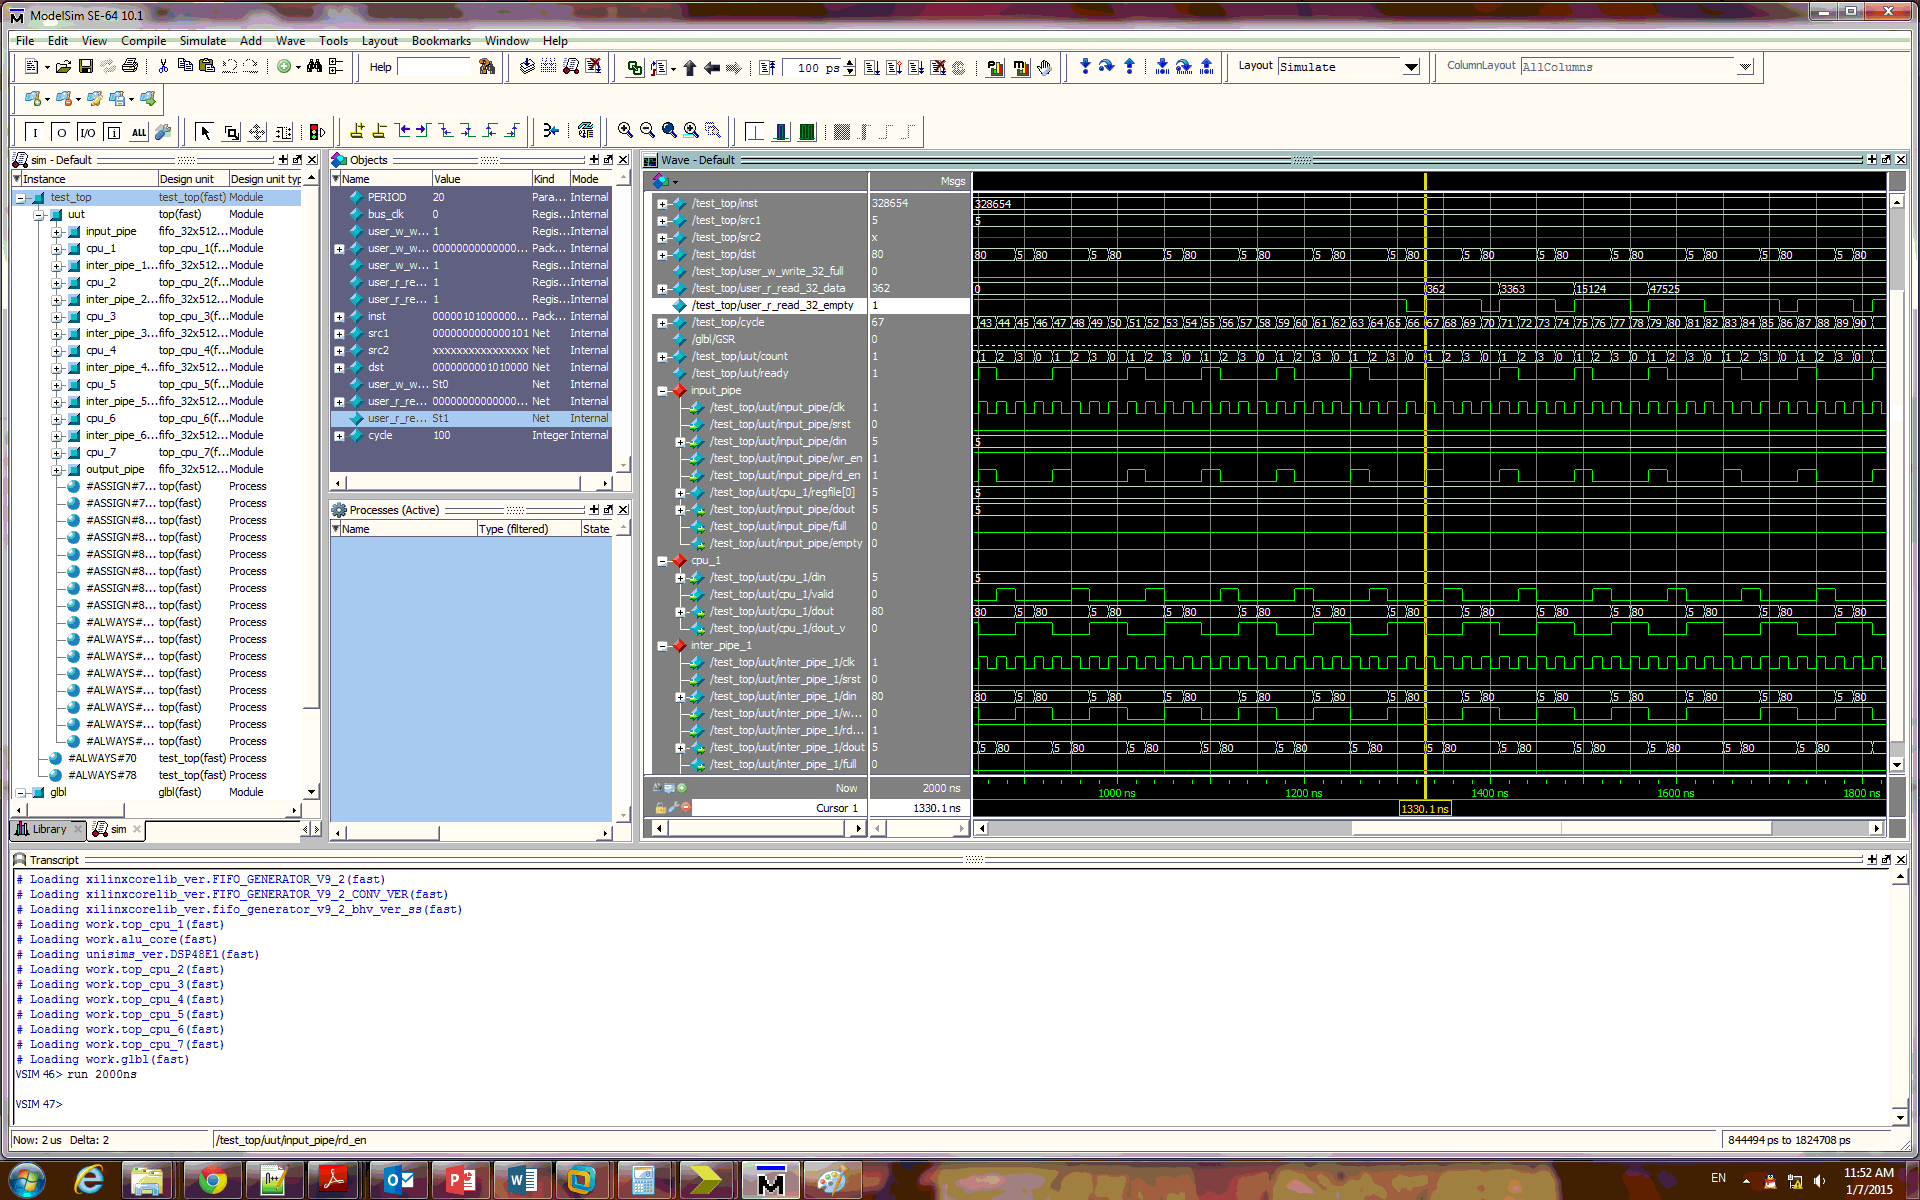 ModelSim SE-64 10.1
File Edit View Compile Simulate Add Wave Tools Layout Bookmarks Window Help
Help
100 ps
Layout Simulate
ColumnLayout AllColumns
I O I/O i ALL
sim - Default
Instance Design unit Design unit typ
test_top test_top(fast) Module
uut top(fast) Module
input_pipe fifo_32x512... Module
cpu_1 top_cpu_1(f... Module
inter_pipe_1... fifo_32x512... Module
cpu_2 top_cpu_2(f... Module
inter_pipe_2... fifo_32x512... Module
cpu_3 top_cpu_3(f... Module
inter_pipe_3... fifo_32x512... Module
cpu_4 top_cpu_4(f... Module
inter_pipe_4... fifo_32x512... Module
cpu_5 top_cpu_5(f... Module
inter_pipe_5... fifo_32x512... Module
cpu_6 top_cpu_6(f... Module
inter_pipe_6... fifo_32x512... Module
cpu_7 top_cpu_7(f... Module
output_pipe fifo_32x512... Module
#ASSIGN#7... top(fast) Process
#ASSIGN#7... top(fast) Process
#ASSIGN#8... top(fast) Process
#ASSIGN#8... top(fast) Process
#ASSIGN#8... top(fast) Process
#ASSIGN#8... top(fast) Process
#ASSIGN#8... top(fast) Process
#ASSIGN#8... top(fast) Process
#ALWAYS#... top(fast) Process
#ALWAYS#... top(fast) Process
#ALWAYS#... top(fast) Process
#ALWAYS#... top(fast) Process
#ALWAYS#... top(fast) Process
#ALWAYS#... top(fast) Process
#ALWAYS#... top(fast) Process
#ALWAYS#... top(fast) Process
#ALWAYS#70 test_top(fast) Process
#ALWAYS#78 test_top(fast) Process
glbl glbl(fast) Module
Library sim
Objects
Name Value Kind Mode
PERIOD 20 Para... Internal
bus_clk 0 Regis... Internal
user_w_w... 1 Regis... Internal
user_w_w... 00000000000000... Pack... Internal
user_w_w... 1 Regis... Internal
user_r_re... 1 Regis... Internal
user_r_re... 1 Regis... Internal
inst 00000101000000... Pack... Internal
src1 0000000000000101 Net Internal
src2 xxxxxxxxxxxxxxxx Net Internal
dst 0000000001010000 Net Internal
user_w_w... St0 Net Internal
user_r_re... 00000000000000... Net Internal
user_r_re... St1 Net Internal
cycle 100 Integer Internal
Processes (Active)
Name Type (filtered) State
Wave - Default
Msgs
/test_top/inst 328654 328654
/test_top/src1 5 5
/test_top/src2 x
/test_top/dst 80 80 5 80 5 80 5 80 5 80 5 80 5 80 5 80 5 80 5 80 5 80 5 80 5 80
/test_top/user_w_write_32_full 0
/test_top/user_r_read_32_data 362 0 362 3363 15124 47525
/test_top/user_r_read_32_empty 1
/test_top/cycle 67 43 44 45 46 47 48 49 50 51 52 53 54 55 56 57 58 59 60 61 62 63 64 65 66 67 68 69 70 71 72 73 74 75 76 77 78 79 80 81 82 83 84 85 86 87 88 89 90
/glbl/GSR 0
/test_top/uut/count 1 1 2 3 0 1 2 3 0 1 2 3 0 1 2 3 0 1 2 3 0 1 2 3 0 1 2 3 0 1 2 3 0 1 2 3 0 1 2 3 0 1 2 3 0 1 2 3 0
/test_top/uut/ready 1
input_pipe
/test_top/uut/input_pipe/clk 1
/test_top/uut/input_pipe/srst 0
/test_top/uut/input_pipe/din 5 5
/test_top/uut/input_pipe/wr_en 1
/test_top/uut/input_pipe/rd_en 1
/test_top/uut/cpu_1/regfile[0] 5 5
/test_top/uut/input_pipe/dout 5 5
/test_top/uut/input_pipe/full 0
/test_top/uut/input_pipe/empty 0
cpu_1
/test_top/uut/cpu_1/din 5 5
/test_top/uut/cpu_1/valid 0
/test_top/uut/cpu_1/dout 80 80 5 80 5 80 5 80 5 80 5 80 5 80 5 80 5 80 5 80 5 80 5 80 5 80
/test_top/uut/cpu_1/dout_v 0
inter_pipe_1
/test_top/uut/inter_pipe_1/clk 1
/test_top/uut/inter_pipe_1/srst 0
/test_top/uut/inter_pipe_1/din 80 80 5 80 5 80 5 80 5 80 5 80 5 80 5 80 5 80 5 80 5 80 5 80 5 80
/test_top/uut/inter_pipe_1/w... 0
/test_top/uut/inter_pipe_1/rd... 1
/test_top/uut/inter_pipe_1/dout 5 5 80 5 80 5 80 5 80 5 80 5 80 5 80 5 80 5 80 5 80 5 80 5 80
/test_top/uut/inter_pipe_1/full 0
Now 2000 ns 1000 ns 1200 ns 1400 ns 1600 ns 1800 ns
Cursor 1 1330.1 ns 1330.1 ns
Transcript
# Loading xilinxcorelib_ver.FIFO_GENERATOR_V9_2(fast)
# Loading xilinxcorelib_ver.FIFO_GENERATOR_V9_2_CONV_VER(fast)
# Loading xilinxcorelib_ver.fifo_generator_v9_2_bhv_ver_ss(fast)
# Loading work.top_cpu_1(fast)
# Loading work.alu_core(fast)
# Loading unisims_ver.DSP48E1(fast)
# Loading work.top_cpu_2(fast)
# Loading work.top_cpu_3(fast)
# Loading work.top_cpu_4(fast)
# Loading work.top_cpu_5(fast)
# Loading work.top_cpu_6(fast)
# Loading work.top_cpu_7(fast)
# Loading work.glbl(fast)
VSIM 46> run 2000ns
VSIM 47>
Now: 2 us Delta: 2 /test_top/uut/input_pipe/rd_en 844494 ps to 1824708 ps
EN 11:52 AM
1/7/2015